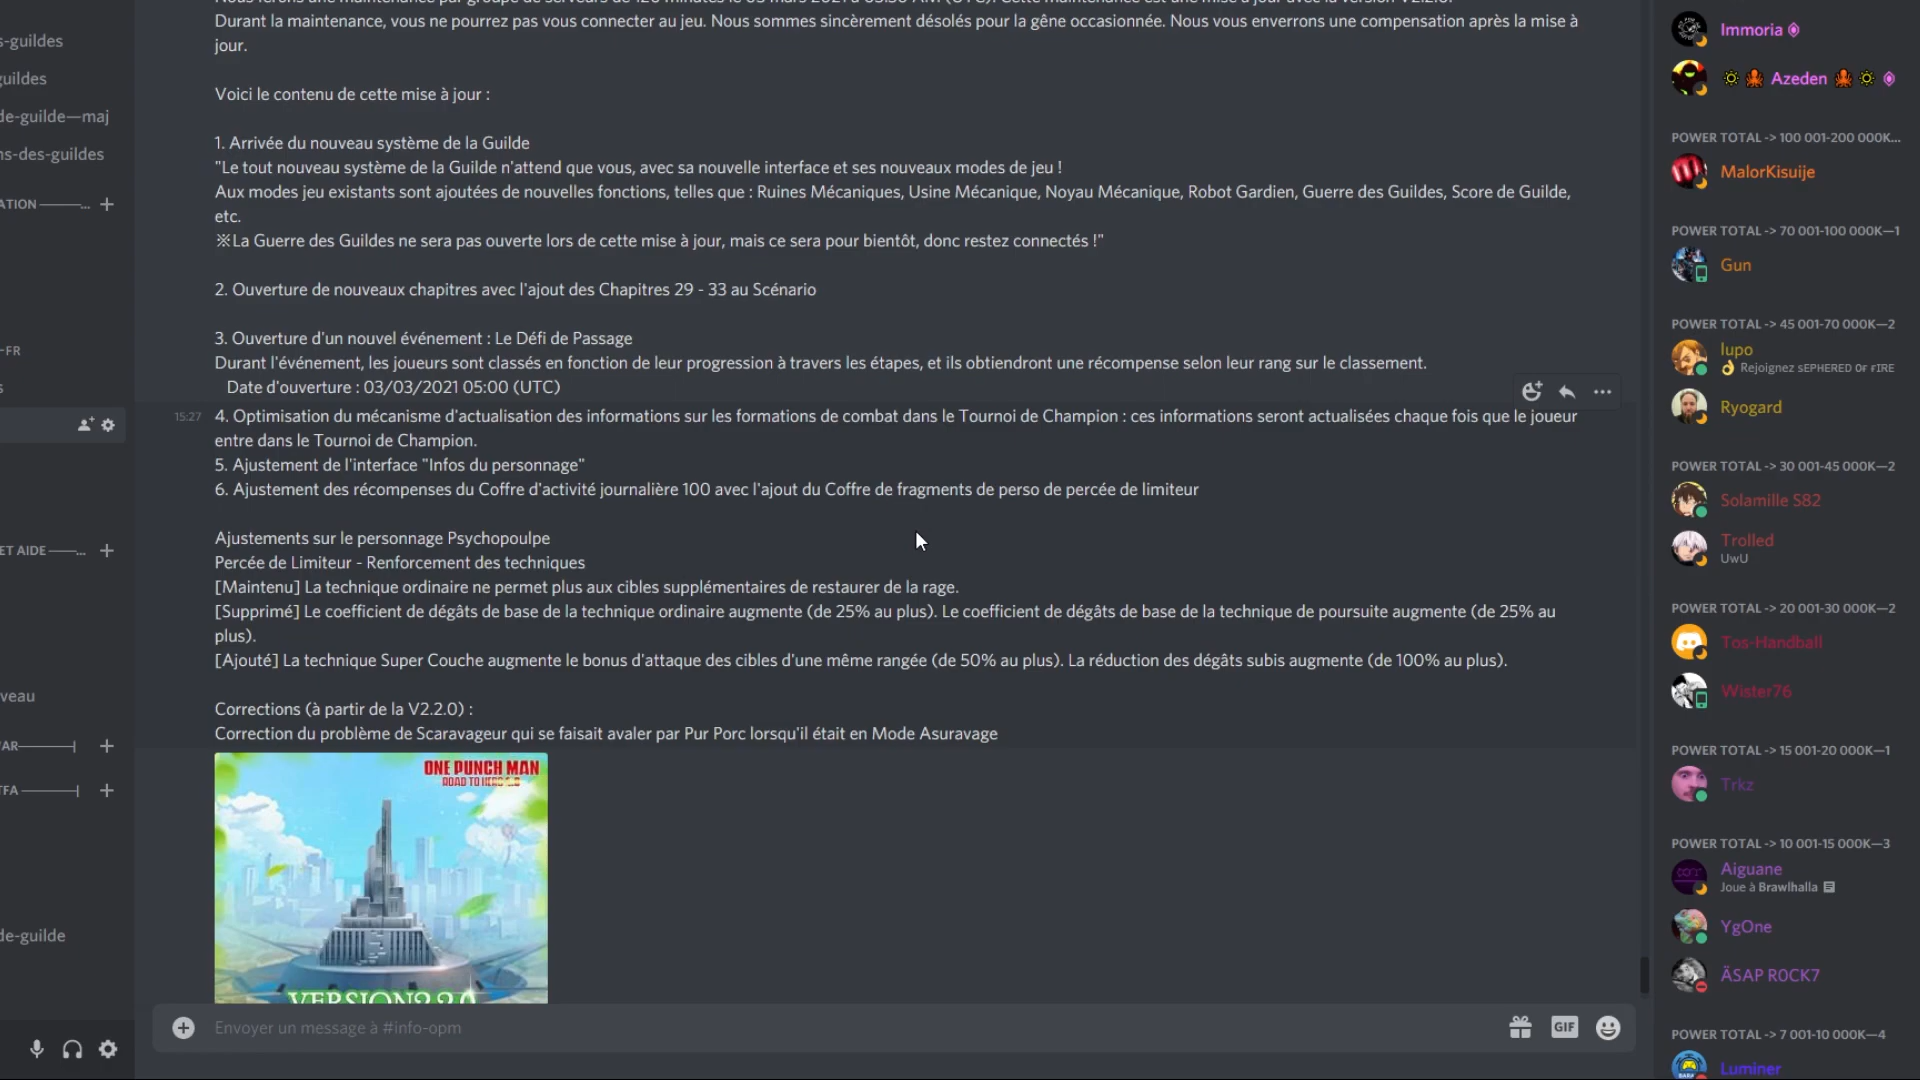 s-guildes
guildes
de-guilde—maj
ns-des-guildes
ATION
-FR
s
ET AIDE
veau
'AR
TFA
de-guilde
Durant la maintenance, vous ne pourrez pas vous connecter au jeu. Nous sommes sincèrement désolés pour la gêne occasionnée. Nous vous enverrons une compensation après la mise à
jour.
Voici le contenu de cette mise à jour :
1. Arrivée du nouveau système de la Guilde
"Le tout nouveau système de la Guilde n'attend que vous, avec sa nouvelle interface et ses nouveaux modes de jeu !
Aux modes jeu existants sont ajoutées de nouvelles fonctions, telles que : Ruines Mécaniques, Usine Mécanique, Noyau Mécanique, Robot Gardien, Guerre des Guildes, Score de Guilde,
etc.
※La Guerre des Guildes ne sera pas ouverte lors de cette mise à jour, mais ce sera pour bientôt, donc restez connectés !"
2. Ouverture de nouveaux chapitres avec l'ajout des Chapitres 29 - 33 au Scénario
3. Ouverture d'un nouvel événement : Le Défi de Passage
Durant l'événement, les joueurs sont classés en fonction de leur progression à travers les étapes, et ils obtiendront une récompense selon leur rang sur le classement.
Date d'ouverture : 03/03/2021 05:00 (UTC)
15:27 4. Optimisation du mécanisme d'actualisation des informations sur les formations de combat dans le Tournoi de Champion : ces informations seront actualisées chaque fois que le joueur
entre dans le Tournoi de Champion.
5. Ajustement de l'interface "Infos du personnage"
6. Ajustement des récompenses du Coffre d'activité journalière 100 avec l'ajout du Coffre de fragments de perso de percée de limiteur
Ajustements sur le personnage Psychopoulpe
Percée de Limiteur - Renforcement des techniques
[Maintenu] La technique ordinaire ne permet plus aux cibles supplémentaires de restaurer de la rage.
[Supprimé] Le coefficient de dégâts de base de la technique ordinaire augmente (de 25% au plus). Le coefficient de dégâts de base de la technique de poursuite augmente (de 25% au
plus).
[Ajouté] La technique Super Couche augmente le bonus d'attaque des cibles d'une même rangée (de 50% au plus). La réduction des dégâts subis augmente (de 100% au plus).
Corrections (à partir de la V2.2.0) :
Correction du problème de Scaravageur qui se faisait avaler par Pur Porc lorsqu'il était en Mode Asuravage
ONE PUNCH MAN
ROAD TO HERO 2.0
VERSION2.2.0
Envoyer un message à #info-opm
GIF
Immoria
Azeden
POWER TOTAL -> 100 001-200 000K...
MalorKisuije
POWER TOTAL -> 70 001-100 000K—1
Gun
POWER TOTAL -> 45 001-70 000K—2
lupo
Rejoignez sEPHERED OF FIRE
Ryogard
POWER TOTAL -> 30 001-45 000K—2
Solamille S82
Trolled
UwU
POWER TOTAL -> 20 001-30 000K—2
Tos-Handball
Wister76
POWER TOTAL -> 15 001-20 000K—1
Trkz
POWER TOTAL -> 10 001-15 000K—3
Aiguane
Joue à Brawlhalla
YgOne
ÄSAP R0CK7
POWER TOTAL -> 7 001-10 000K—4
Luminer